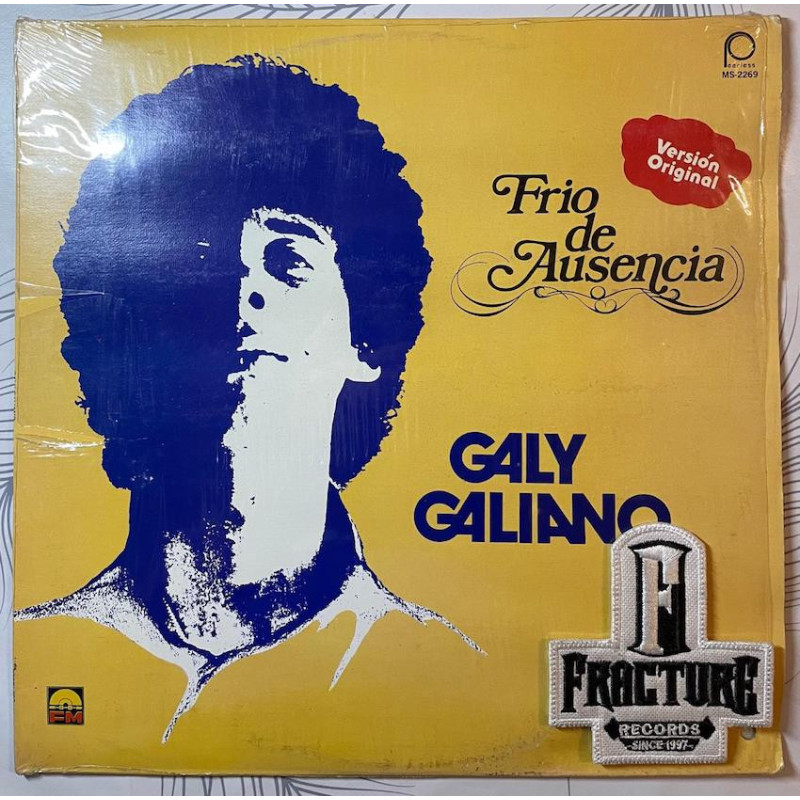 Peerless
MS-2269
Versión
Original
Frio
de
Ausencia
GALY
GALIANO
F
FRACTURE
RECORDS
-SINCE 1997-
FM